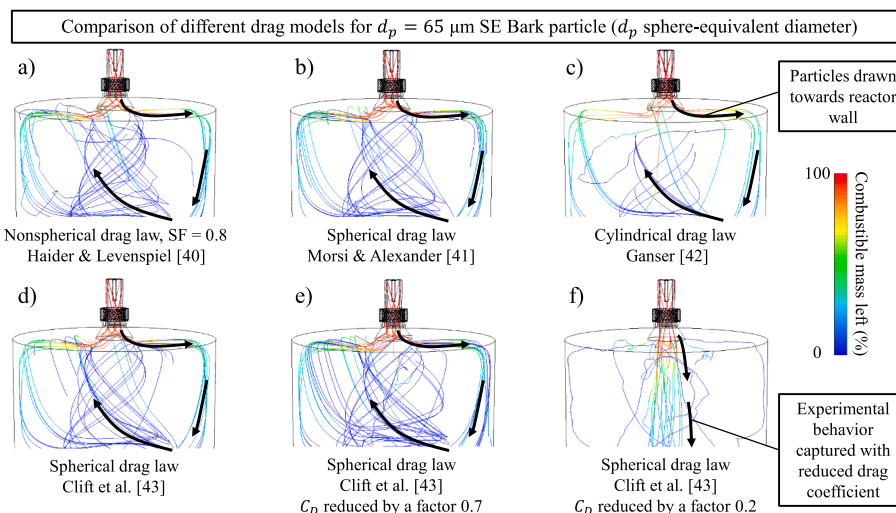 Comparison of different drag models for d_p = 65 μm SE Bark particle (d_p sphere-equivalent diameter)
a)
b)
c)
Particles drawn
towards reactor
wall
Nonspherical drag law, SF = 0.8
Haider & Levenspiel [40]
Spherical drag law
Morsi & Alexander [41]
Cylindrical drag law
Ganser [42]
100
Combustible mass left (%)
0
d)
e)
f)
Spherical drag law
Clift et al. [43]
Spherical drag law
Clift et al. [43]
C_D reduced by a factor 0.7
Spherical drag law
Clift et al. [43]
C_D reduced by a factor 0.2
Experimental
behavior
captured with
reduced drag
coefficient